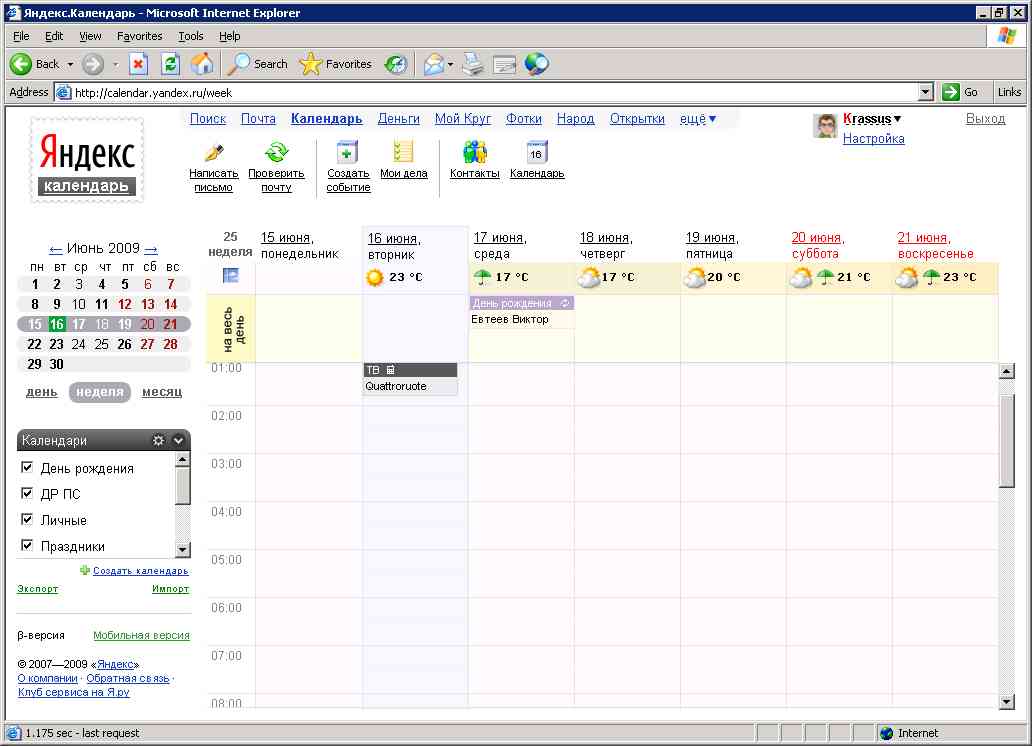 Яндекс.Календарь - Microsoft Internet Explorer
File Edit View Favorites Tools Help
Back Search Favorites
Address http://calendar.yandex.ru/week Go Links
Яндекс
календарь
Поиск Почта Календарь Деньги Мой Круг Фотки Народ Открытки ещё
Krassus Выход
Настройка
Написать письмо
Проверить почту
Создать событие
Мои дела
Контакты
Календарь
16
← Июнь 2009 →
пн вт ср чт пт сб вс
1 2 3 4 5 6 7
8 9 10 11 12 13 14
15 16 17 18 19 20 21
22 23 24 25 26 27 28
29 30
день неделя месяц
Календари
День рождения
ДР ПС
Личные
Праздники
Создать календарь
Экспорт Импорт
β-версия Мобильная версия
© 2007—2009 «Яндекс»
О компании · Обратная связь ·
Клуб сервиса на Я.ру
25 неделя
15 июня, понедельник
16 июня, вторник
17 июня, среда
18 июня, четверг
19 июня, пятница
20 июня, суббота
21 июня, воскресенье
23 °C 17 °C 17 °C 20 °C 21 °C 23 °C
на весь день
День рождения
Евтеев Виктор
01:00
ТВ
Quattroruote
02:00
03:00
04:00
05:00
06:00
07:00
08:00
1.175 sec - last request Internet